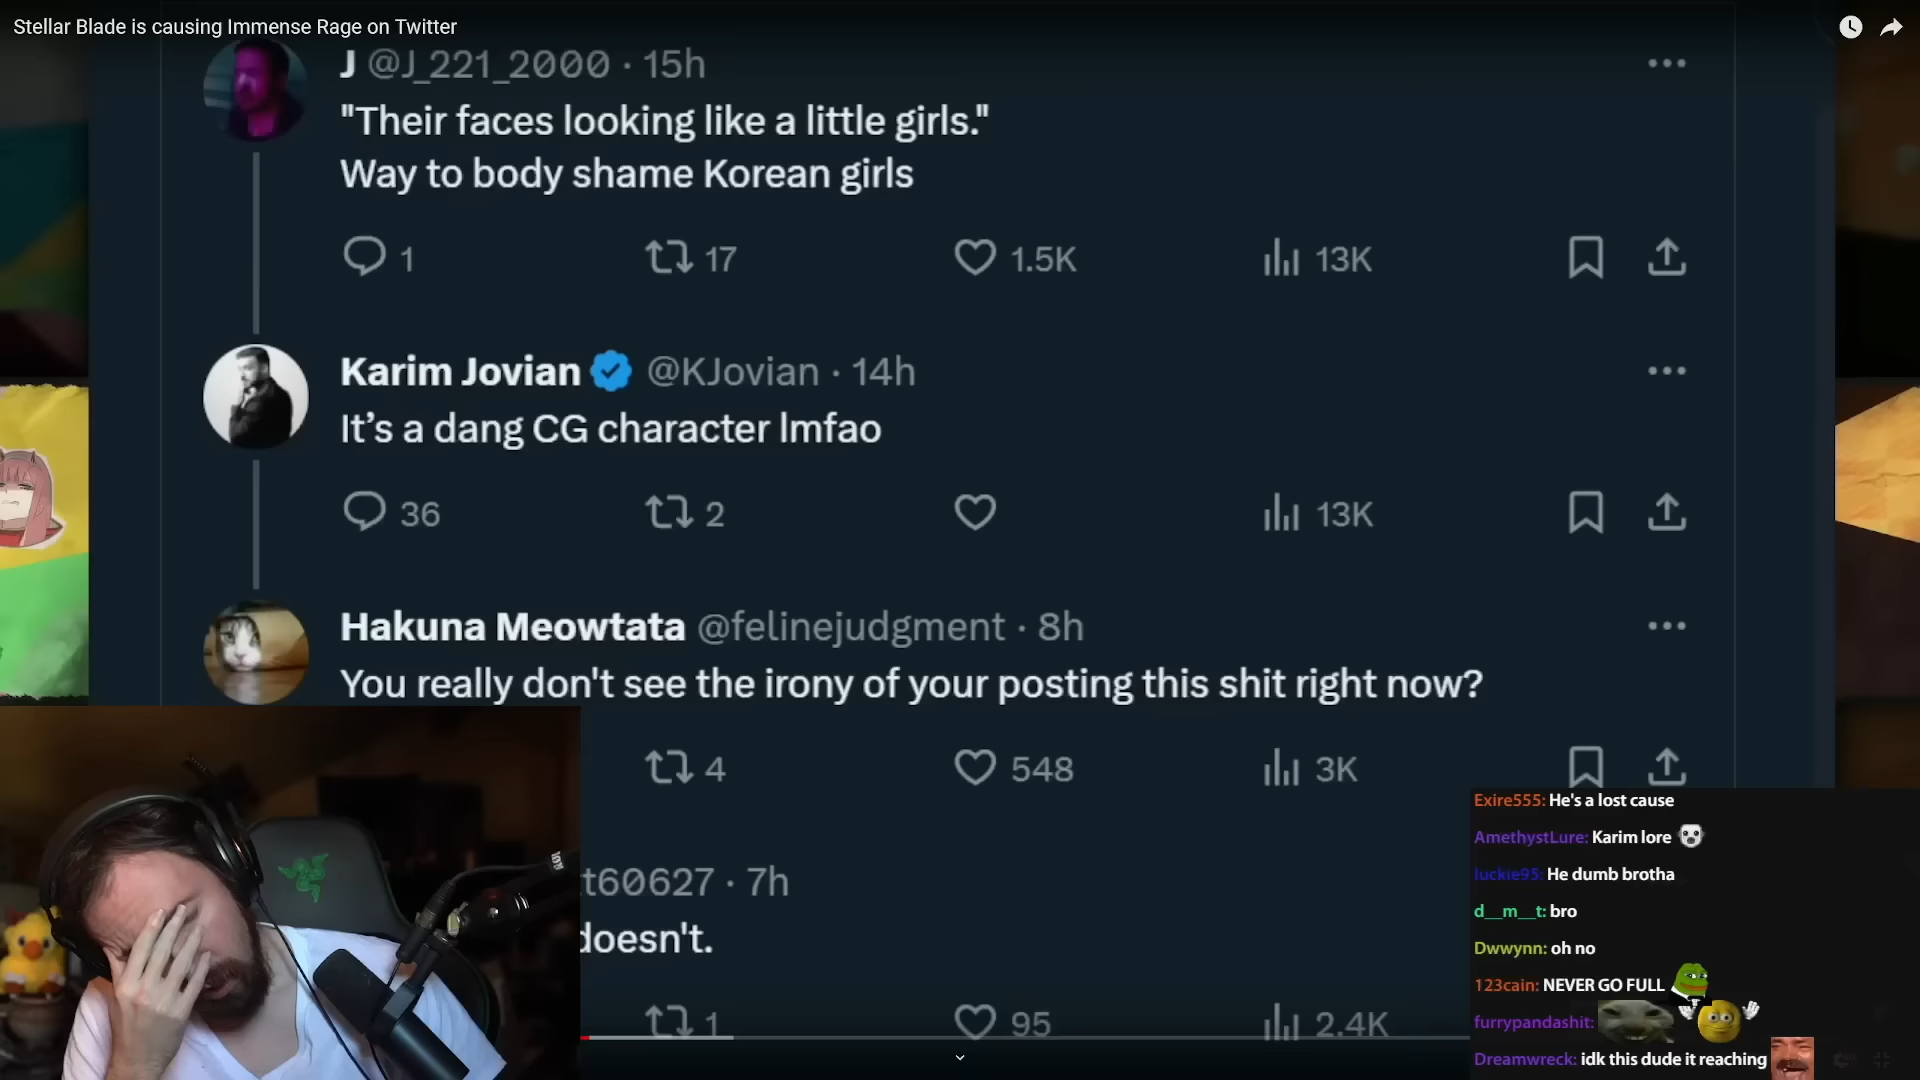 Stellar Blade is causing Immense Rage on Twitter
J @J_221_2000 · 15h
"Their faces looking like a little girls."
Way to body shame Korean girls
1 17 1.5K 13K
Karim Jovian @KJovian · 14h
It's a dang CG character lmfao
36 2 13K
Hakuna Meowtata @felinejudgment · 8h
You really don't see the irony of your posting this shit right now?
4 548 3K
t60627 · 7h
doesn't.
1 95 2.4K
Exire555: He's a lost cause
AmethystLure: Karim lore
luckie95: He dumb brotha
d__m__t: bro
Dwwynn: oh no
123cain: NEVER GO FULL
furrypandashit:
Dreamwreck: idk this dude it reaching